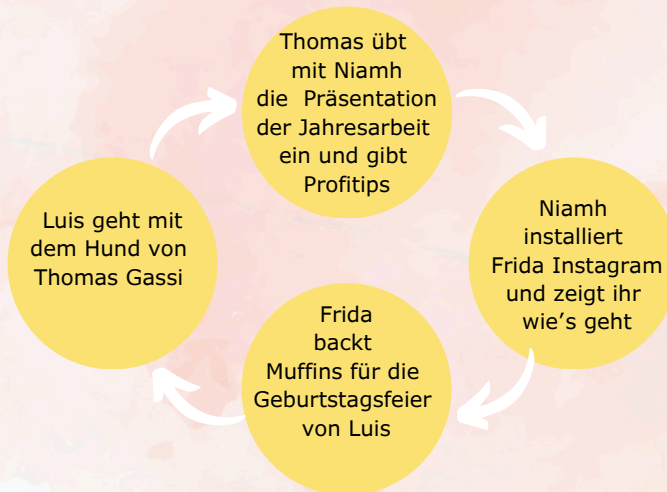 Thomas übt
mit Niamh
die Präsentation
der Jahresarbeit
ein und gibt
Profitips
Niamh
installiert
Frida Instagram
und zeigt ihr
wie's geht
Frida
backt
Muffins für die
Geburtstagsfeier
von Luis
Luis geht mit
dem Hund von
Thomas Gassi